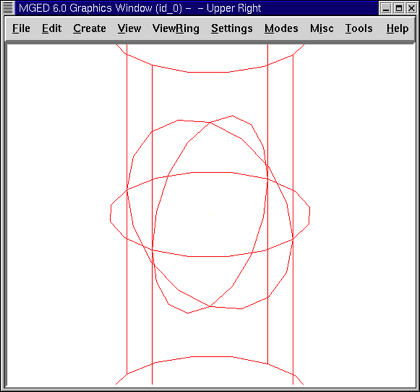 MGED 6.0 Graphics Window (id_0) - - Upper Right
File Edit Create View ViewRing Settings Modes Misc Tools Help